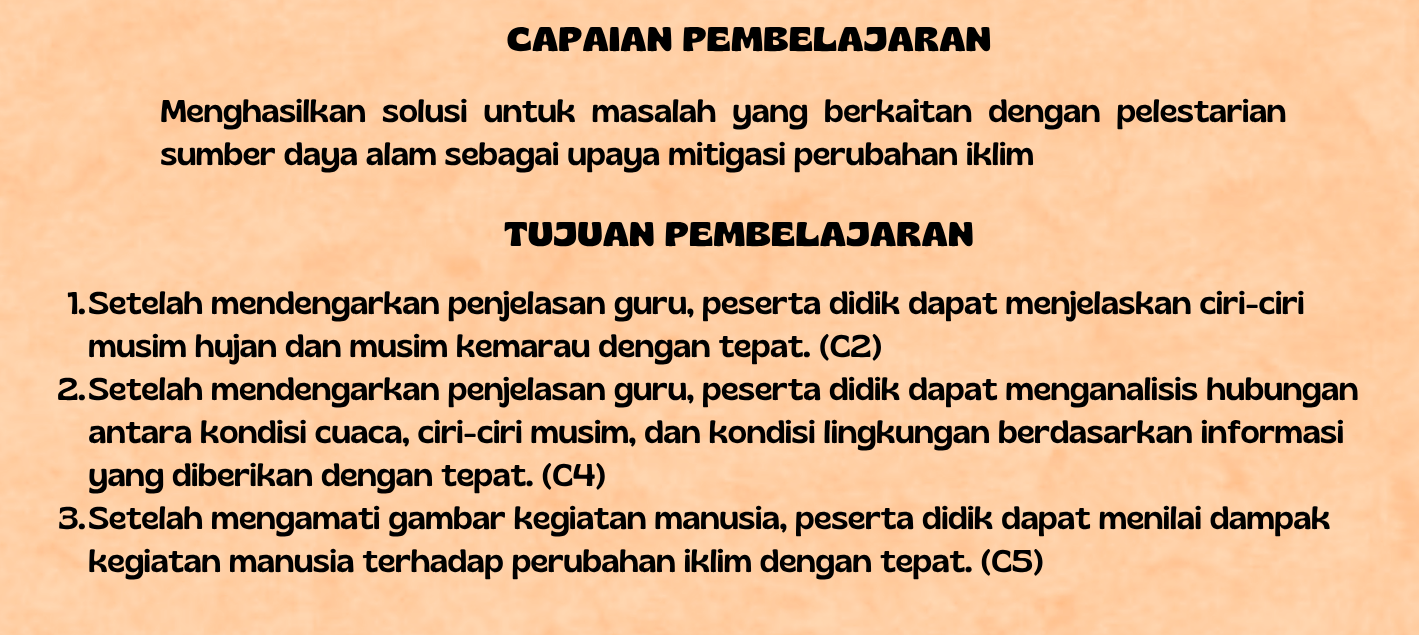 CAPAIAN PEMBELAJARAN
Menghasilkan solusi untuk masalah yang berkaitan dengan pelestarian
sumber daya alam sebagai upaya mitigasi perubahan iklim
TUJUAN PEMBELAJARAN
1. Setelah mendengarkan penjelasan guru, peserta didik dapat menjelaskan ciri-ciri
musim hujan dan musim kemarau dengan tepat. (C2)
2. Setelah mendengarkan penjelasan guru, peserta didik dapat menganalisis hubungan
antara kondisi cuaca, ciri-ciri musim, dan kondisi lingkungan berdasarkan informasi
yang diberikan dengan tepat. (C4)
3. Setelah mengamati gambar kegiatan manusia, peserta didik dapat menilai dampak
kegiatan manusia terhadap perubahan iklim dengan tepat. (C5)